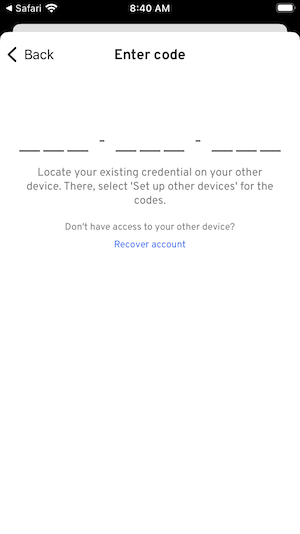 Safari 8:40 AM
Back Enter code
___ - ___ - ___
Locate your existing credential on your other
device. There, select 'Set up other devices' for the
codes.
Don't have access to your other device?
Recover account